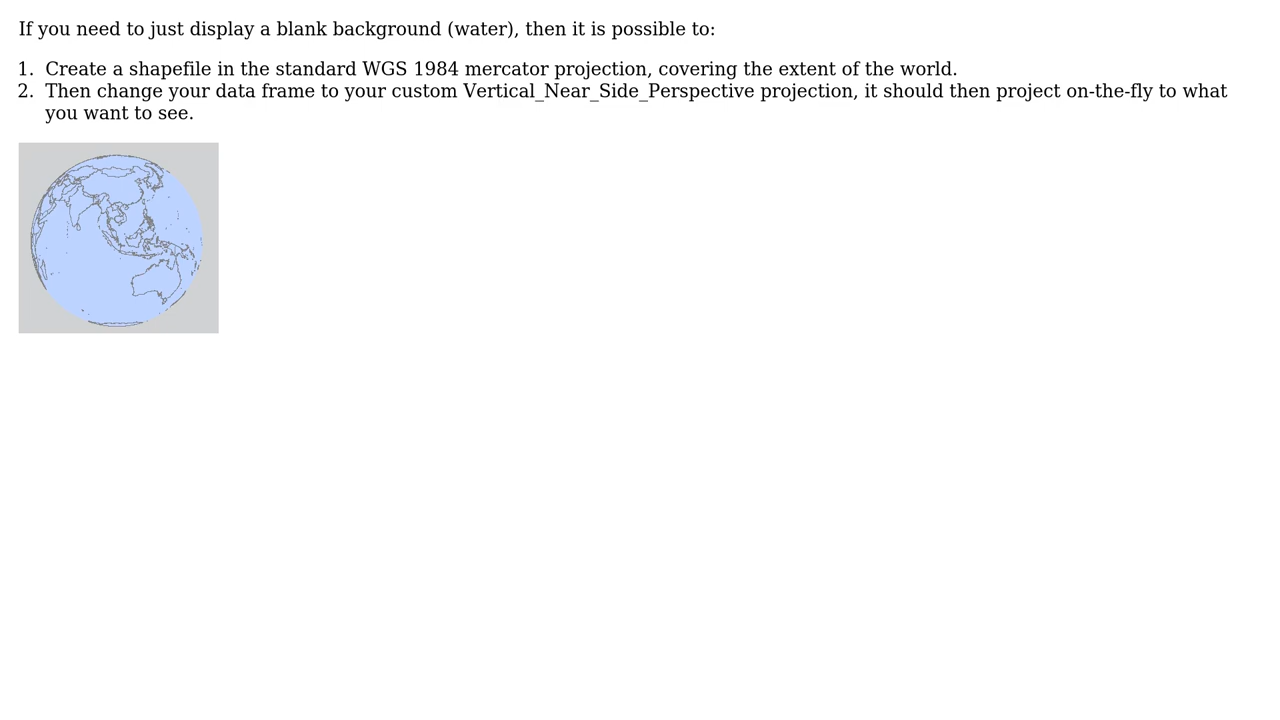 If you need to just display a blank background (water), then it is possible to:
1. Create a shapefile in the standard WGS 1984 mercator projection, covering the extent of the world.
2. Then change your data frame to your custom Vertical_Near_Side_Perspective projection, it should then project on-the-fly to what
you want to see.